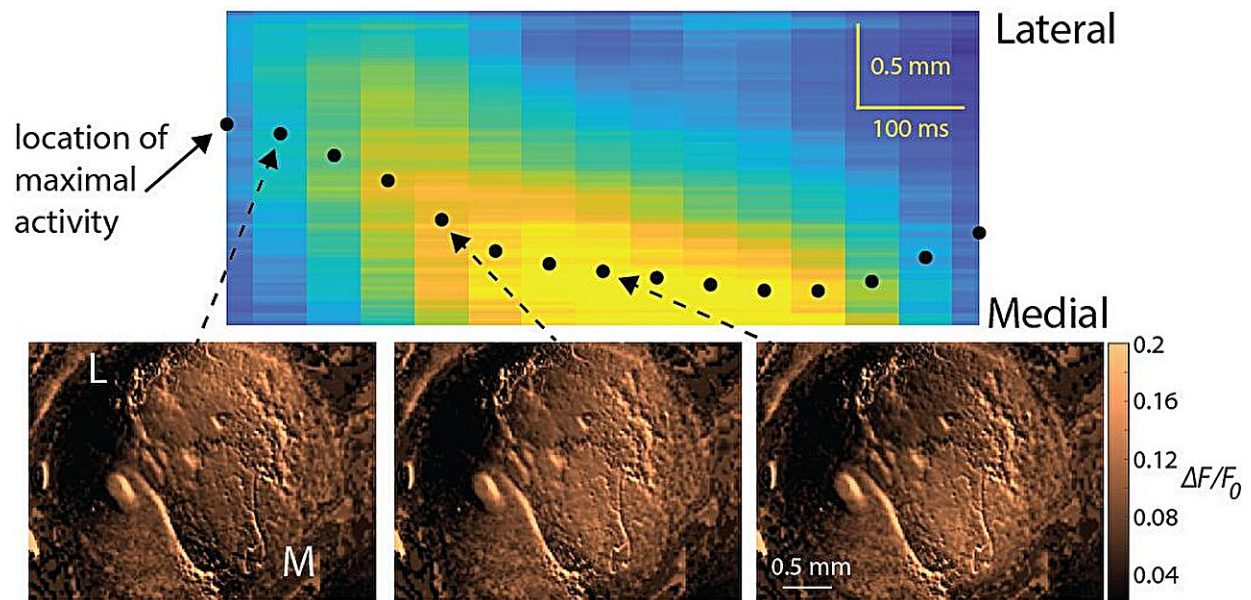 Lateral
0.5 mm
100 ms
location of
maximal
activity
Medial
L
M
0.5 mm
0.2
0.16
0.12
0.08
0.04
ΔF/F₀